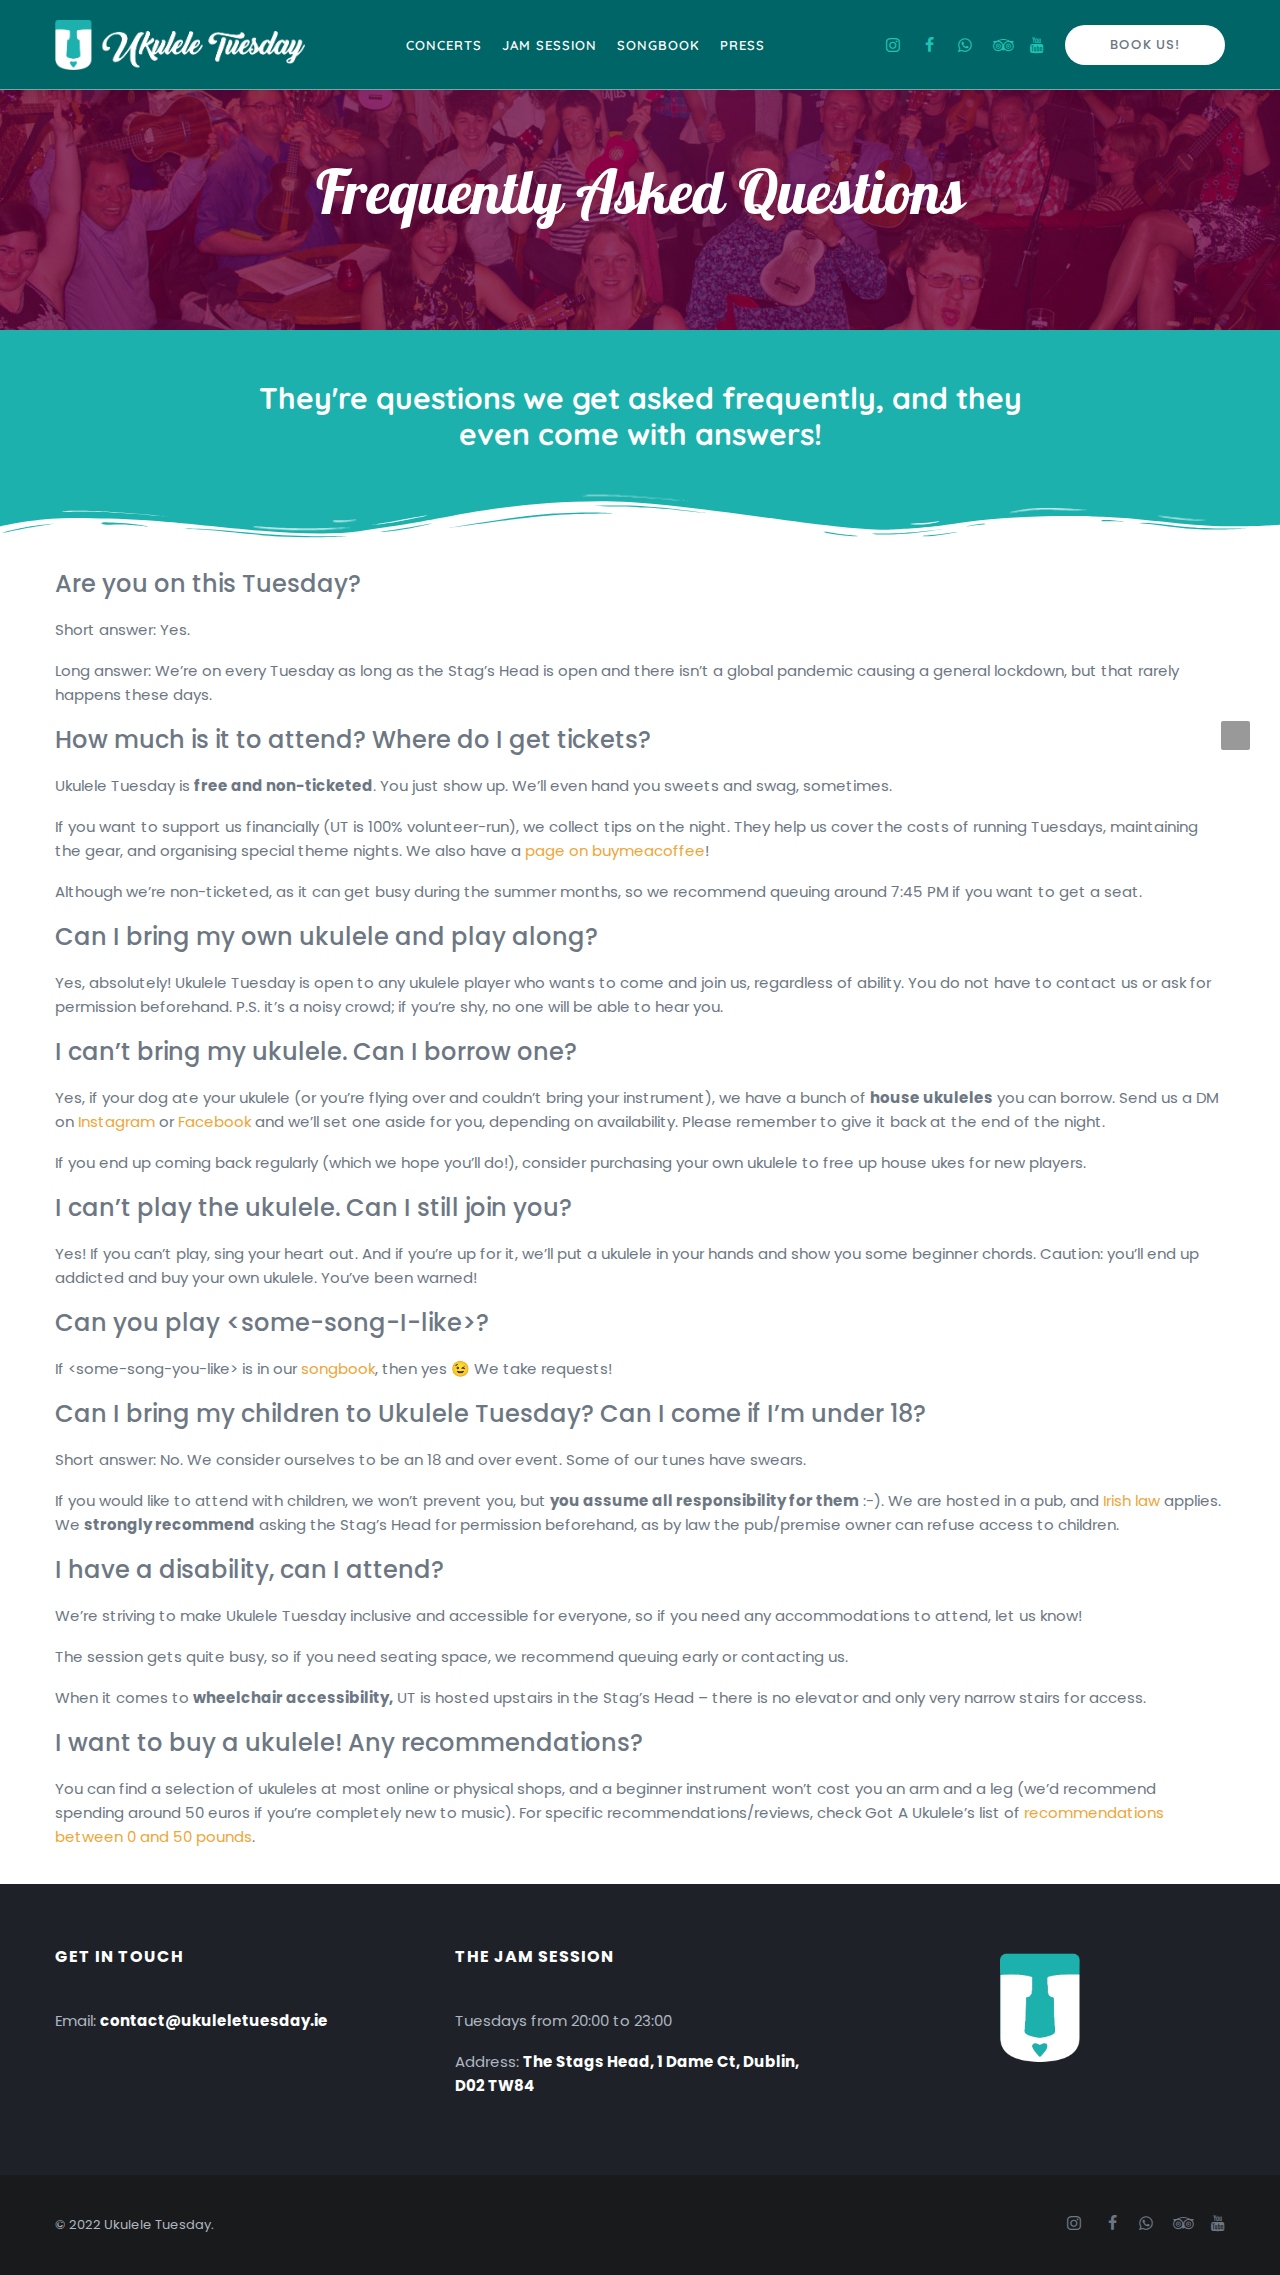 Ukulele Tuesday
CONCERTS JAM SESSION SONGBOOK PRESS
BOOK US!
Frequently Asked Questions
They're questions we get asked frequently, and they
even come with answers!
Are you on this Tuesday?
Short answer: Yes.
Long answer: We’re on every Tuesday as long as the Stag’s Head is open and there isn’t a global pandemic causing a general lockdown, but that rarely
happens these days.
How much is it to attend? Where do I get tickets?
Ukulele Tuesday is free and non-ticketed. You just show up. We’ll even hand you sweets and swag, sometimes.
If you want to support us financially (UT is 100% volunteer-run), we collect tips on the night. They help us cover the costs of running Tuesdays, maintaining
the gear, and organising special theme nights. We also have a page on buymeacoffee!
Although we’re non-ticketed, as it can get busy during the summer months, so we recommend queuing around 7:45 PM if you want to get a seat.
Can I bring my own ukulele and play along?
Yes, absolutely! Ukulele Tuesday is open to any ukulele player who wants to come and join us, regardless of ability. You do not have to contact us or ask for
permission beforehand. P.S. it’s a noisy crowd; if you’re shy, no one will be able to hear you.
I can’t bring my ukulele. Can I borrow one?
Yes, if your dog ate your ukulele (or you’re flying over and couldn’t bring your instrument), we have a bunch of house ukuleles you can borrow. Send us a DM
on Instagram or Facebook and we’ll set one aside for you, depending on availability. Please remember to give it back at the end of the night.
If you end up coming back regularly (which we hope you’ll do!), consider purchasing your own ukulele to free up house ukes for new players.
I can’t play the ukulele. Can I still join you?
Yes! If you can’t play, sing your heart out. And if you’re up for it, we’ll put a ukulele in your hands and show you some beginner chords. Caution: you’ll end up
addicted and buy your own ukulele. You’ve been warned!
Can you play <some-song-I-like>?
If <some-song-you-like> is in our songbook, then yes 😉 We take requests!
Can I bring my children to Ukulele Tuesday? Can I come if I’m under 18?
Short answer: No. We consider ourselves to be an 18 and over event. Some of our tunes have swears.
If you would like to attend with children, we won’t prevent you, but you assume all responsibility for them :-). We are hosted in a pub, and Irish law applies.
We strongly recommend asking the Stag’s Head for permission beforehand, as by law the pub/premise owner can refuse access to children.
I have a disability, can I attend?
We’re striving to make Ukulele Tuesday inclusive and accessible for everyone, so if you need any accommodations to attend, let us know!
The session gets quite busy, so if you need seating space, we recommend queuing early or contacting us.
When it comes to wheelchair accessibility, UT is hosted upstairs in the Stag’s Head – there is no elevator and only very narrow stairs for access.
I want to buy a ukulele! Any recommendations?
You can find a selection of ukuleles at most online or physical shops, and a beginner instrument won’t cost you an arm and a leg (we’d recommend
spending around 50 euros if you’re completely new to music). For specific recommendations/reviews, check Got A Ukulele’s list of recommendations
between 0 and 50 pounds.
GET IN TOUCH
Email: contact@ukuleletuesday.ie
THE JAM SESSION
Tuesdays from 20:00 to 23:00
Address: The Stags Head, 1 Dame Ct, Dublin,
D02 TW84
© 2022 Ukulele Tuesday.